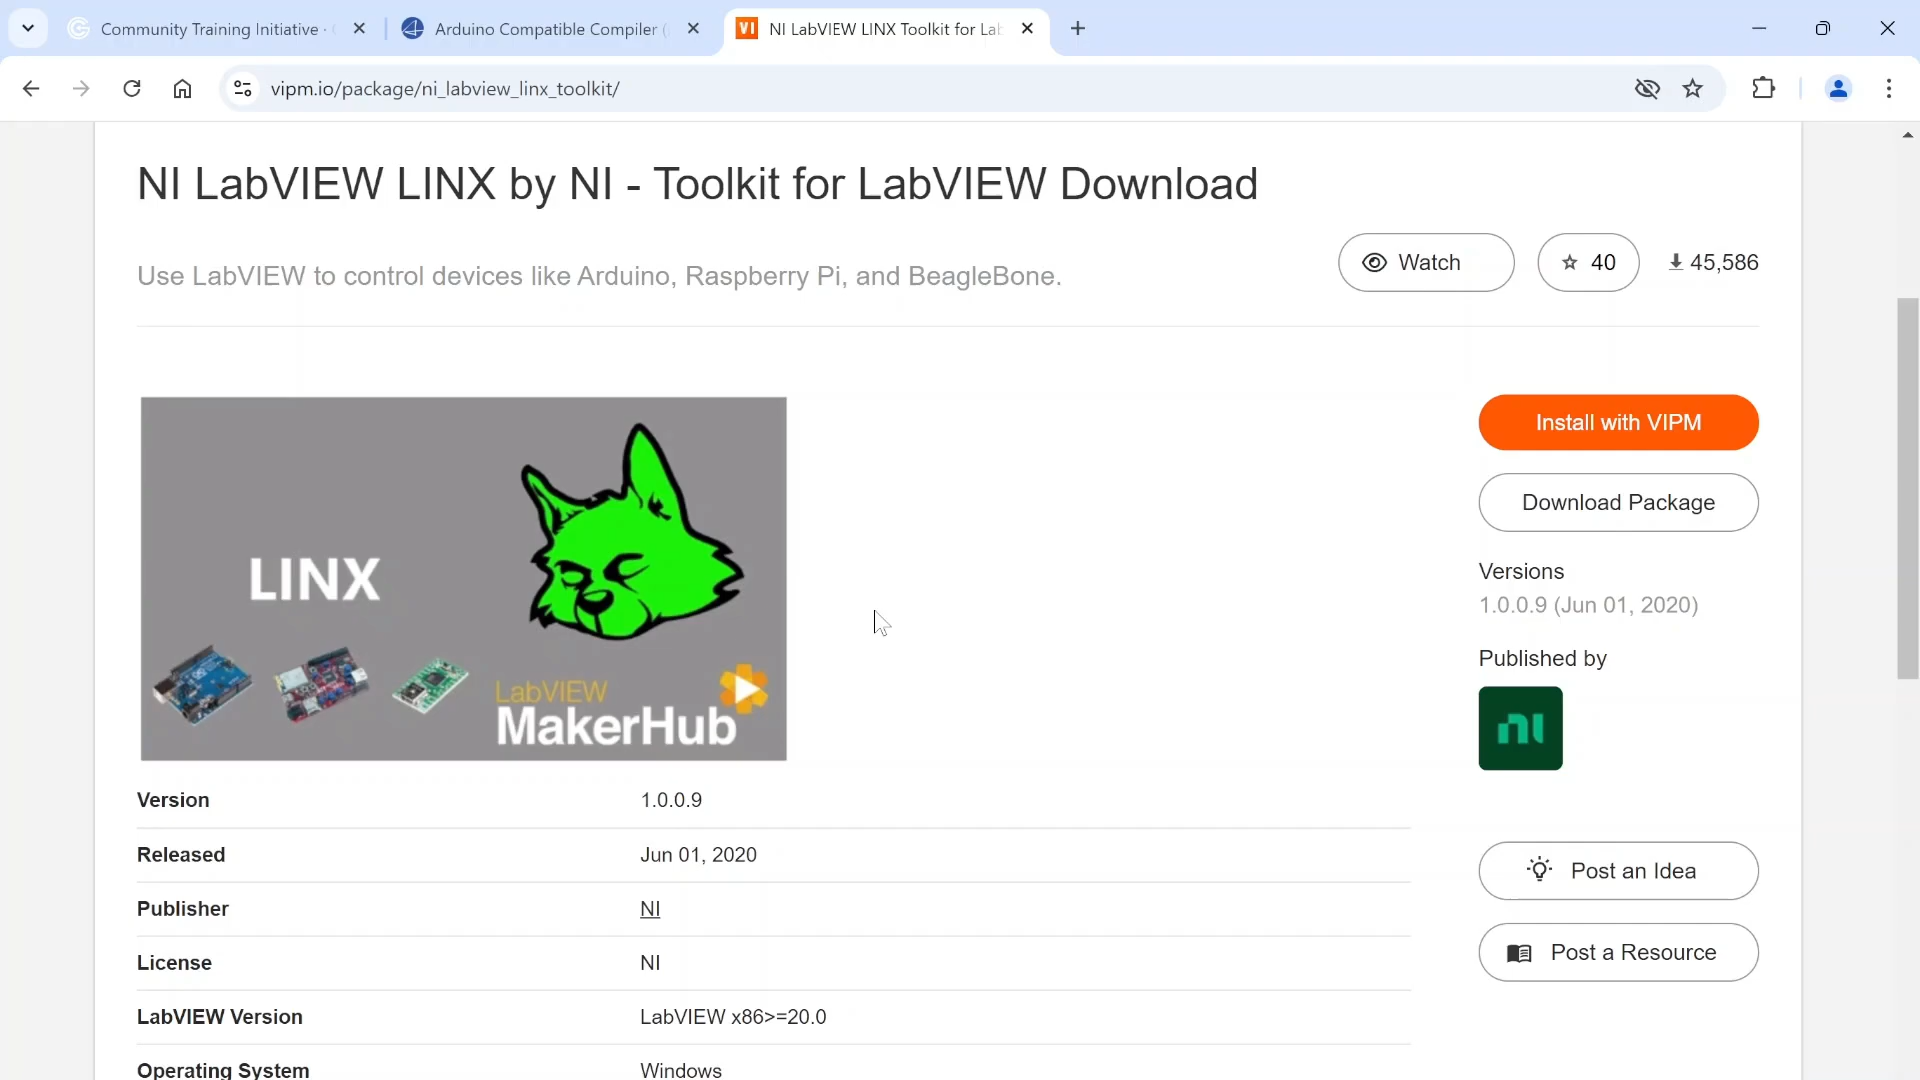 Community Training Initiative ·
Arduino Compatible Compiler
NI LabVIEW LINX Toolkit for Lab
vipm.io/package/ni_labview_linx_toolkit/
NI LabVIEW LINX by NI - Toolkit for LabVIEW Download
Use LabVIEW to control devices like Arduino, Raspberry Pi, and BeagleBone.
Watch
40
45,586
LINX
LabVIEW
MakerHub
Install with VIPM
Download Package
Versions
1.0.0.9 (Jun 01, 2020)
Published by
ni
Version 1.0.0.9
Released Jun 01, 2020
Publisher NI
License NI
LabVIEW Version LabVIEW x86>=20.0
Operating System Windows
Post an Idea
Post a Resource